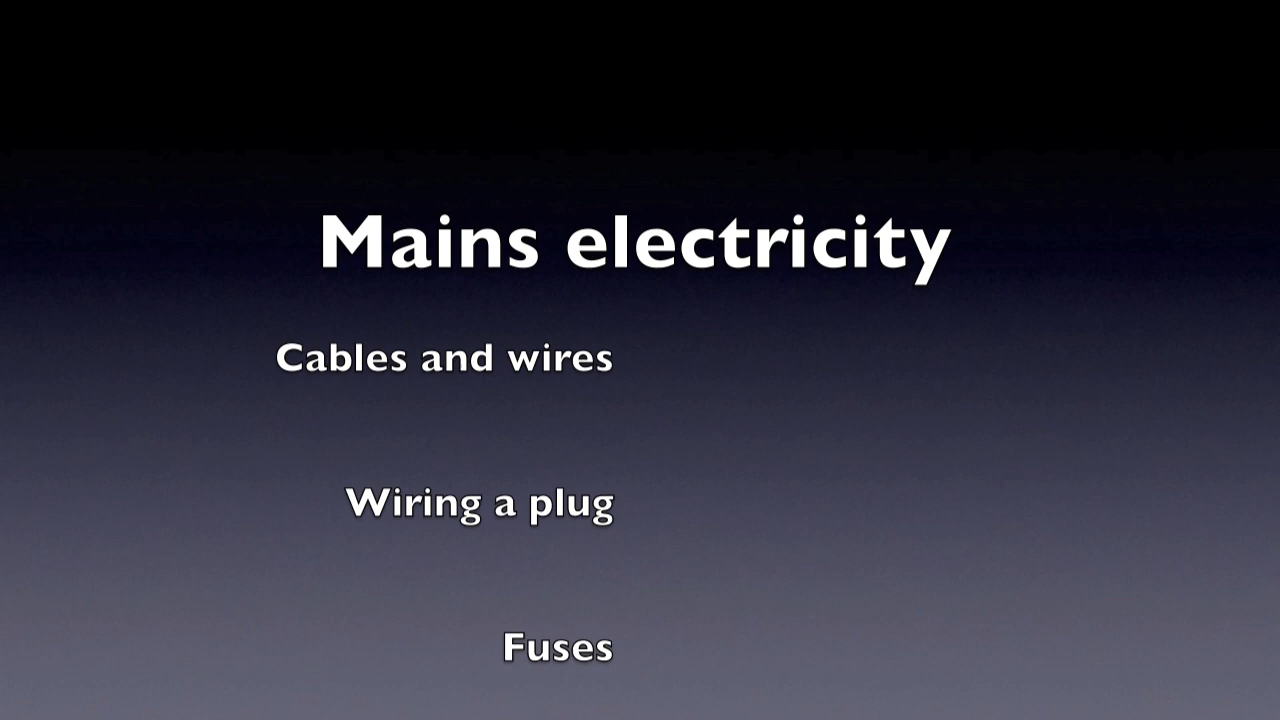 Mains electricity
Cables and wires
Wiring a plug
Fuses